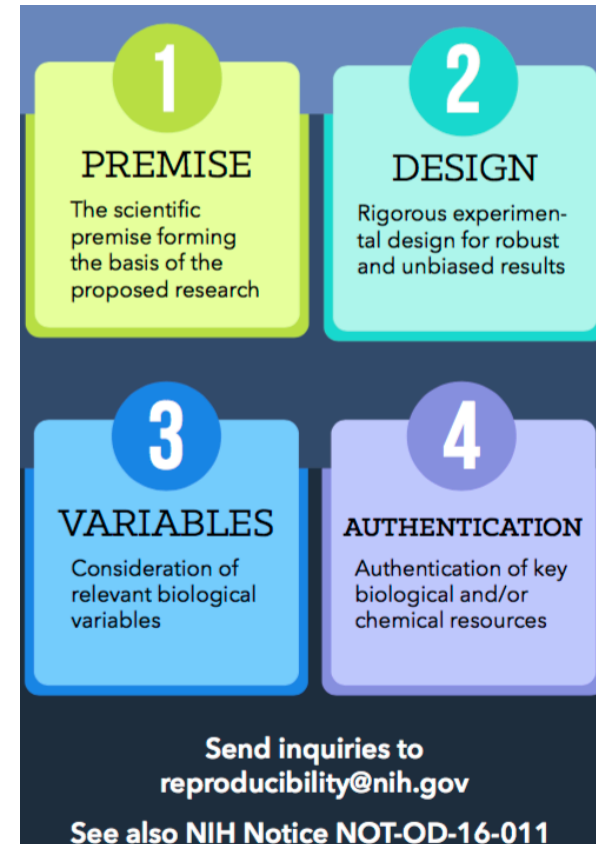 1
PREMISE
The scientific
premise forming
the basis of the
proposed research
2
DESIGN
Rigorous experimen-
tal design for robust
and unbiased results
3
VARIABLES
Consideration of
relevant biological
variables
4
AUTHENTICATION
Authentication of key
biological and/or
chemical resources
Send inquiries to
reproducibility@nih.gov
See also NIH Notice NOT-OD-16-011